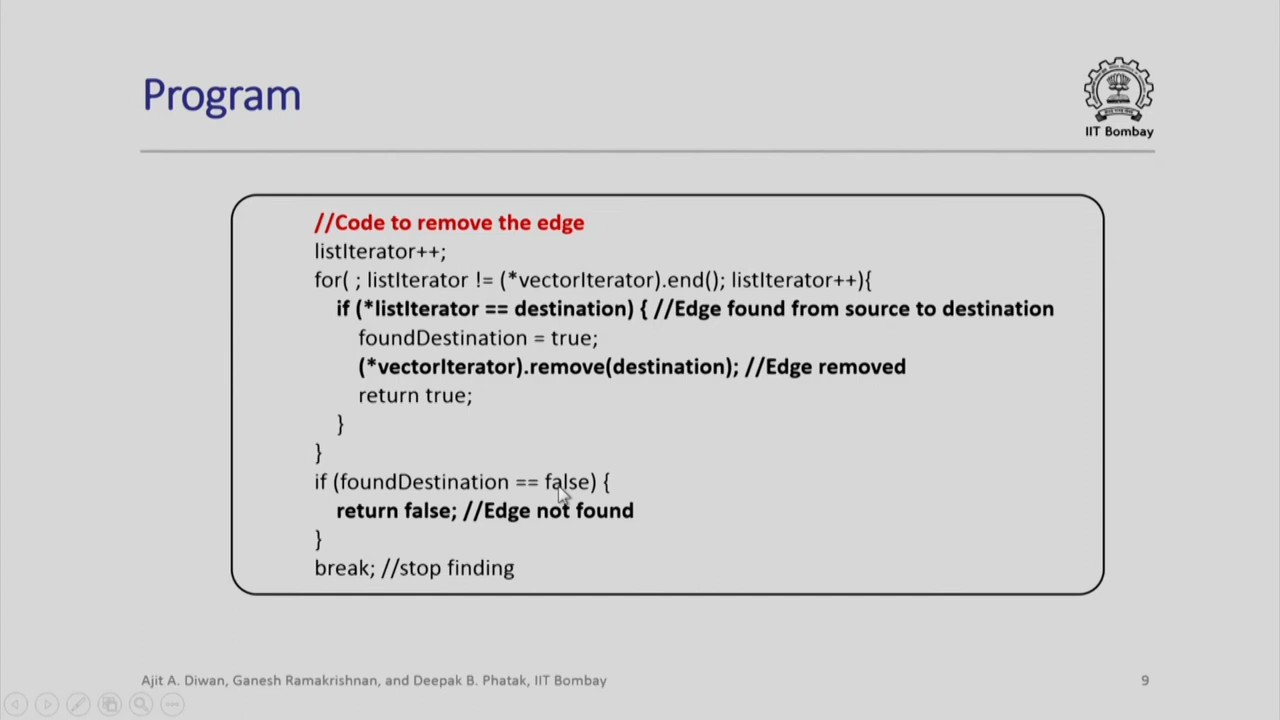 Program
IIT Bombay
//Code to remove the edge
listIterator++;
for( ; listIterator != (*vectorIterator).end(); listIterator++){
if (*listIterator == destination) { //Edge found from source to destination
foundDestination = true;
(*vectorIterator).remove(destination); //Edge removed
return true;
}
}
if (foundDestination == false) {
return false; //Edge not found
}
break; //stop finding
Ajit A. Diwan, Ganesh Ramakrishnan, and Deepak B. Phatak, IIT Bombay
9